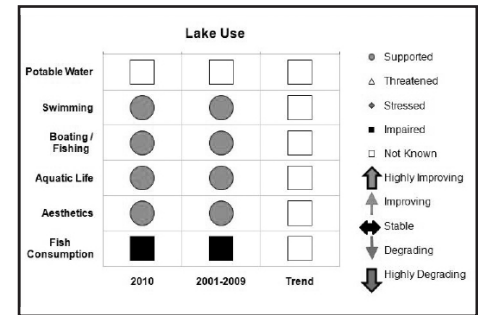 Lake Use
Potable Water
Swimming
Boating /
Fishing
Aquatic Life
Aesthetics
Fish
Consumption
2010
2001-2009
Trend
Supported
Threatened
Stressed
Impaired
Not Known
Highly Improving
Improving
Stable
Degrading
Highly Degrading